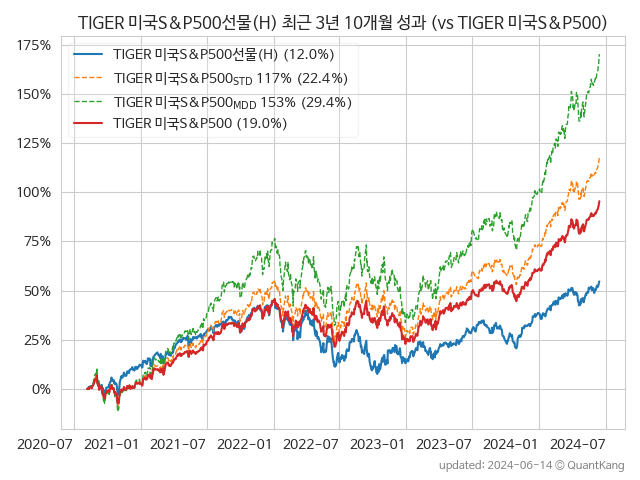 TIGER 미국S&P500선물(H) 최근 3년 10개월 성과 (vs TIGER 미국S&P500)
175%
150%
125%
100%
75%
50%
25%
0%
TIGER 미국S&P500선물(H) (12.0%)
TIGER 미국S&P500STD 117% (22.4%)
TIGER 미국S&P500MDD 153% (29.4%)
TIGER 미국S&P500 (19.0%)
2020-07 2021-01 2021-07 2022-01 2022-07 2023-01 2023-07 2024-01 2024-07
updated: 2024-06-14 © QuantKang